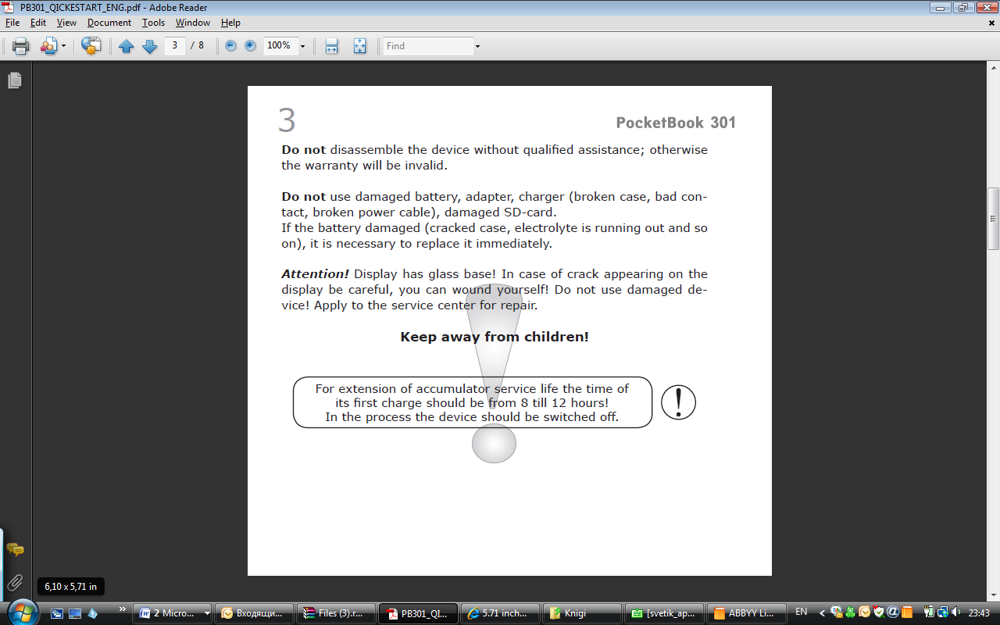 PB301_QICKESTART_ENG.pdf - Adobe Reader
File Edit View Document Tools Window Help
3 / 8 100% Find
3
PocketBook 301
Do not disassemble the device without qualified assistance; otherwise
the warranty will be invalid.
Do not use damaged battery, adapter, charger (broken case, bad con-
tact, broken power cable), damaged SD-card.
If the battery damaged (cracked case, electrolyte is running out and so
on), it is necessary to replace it immediately.
Attention! Display has glass base! In case of crack appearing on the
display be careful, you can wound yourself! Do not use damaged de-
vice! Apply to the service center for repair.
Keep away from children!
For extension of accumulator service life the time of
its first charge should be from 8 till 12 hours!
In the process the device should be switched off.
!
6,10 x 5,71 in
» 2 Micro... Входящи... Files (3).r... PB301_QI... 5.71 inch... Knigi [svetik_ap... ABBYY Li... EN 23:43